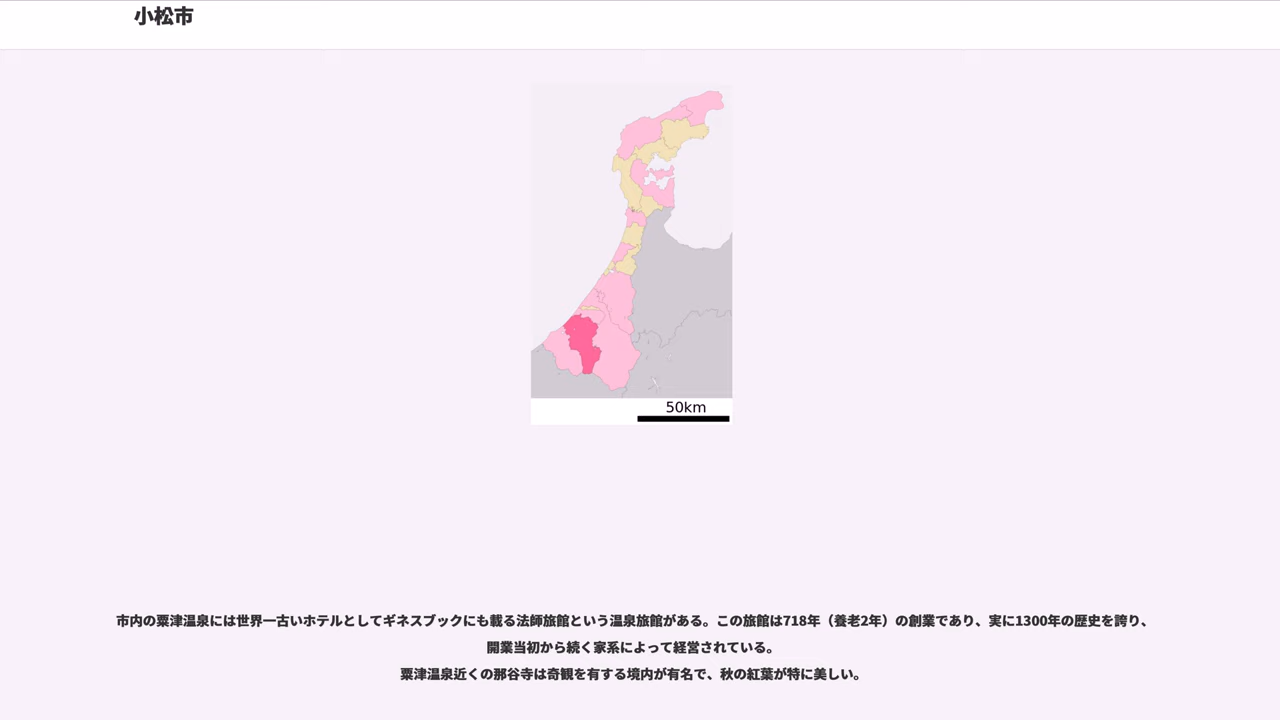 小松市
50km
市内の粟津温泉には世界一古いホテルとしてギネスブックにも載る法師旅館という温泉旅館がある。この旅館は718年（養老2年）の創業であり、実に1300年の歴史を誇り、
開業当初から続く家系によって経営されている。
粟津温泉近くの那谷寺は奇観を有する境内が有名で、秋の紅葉が特に美しい。